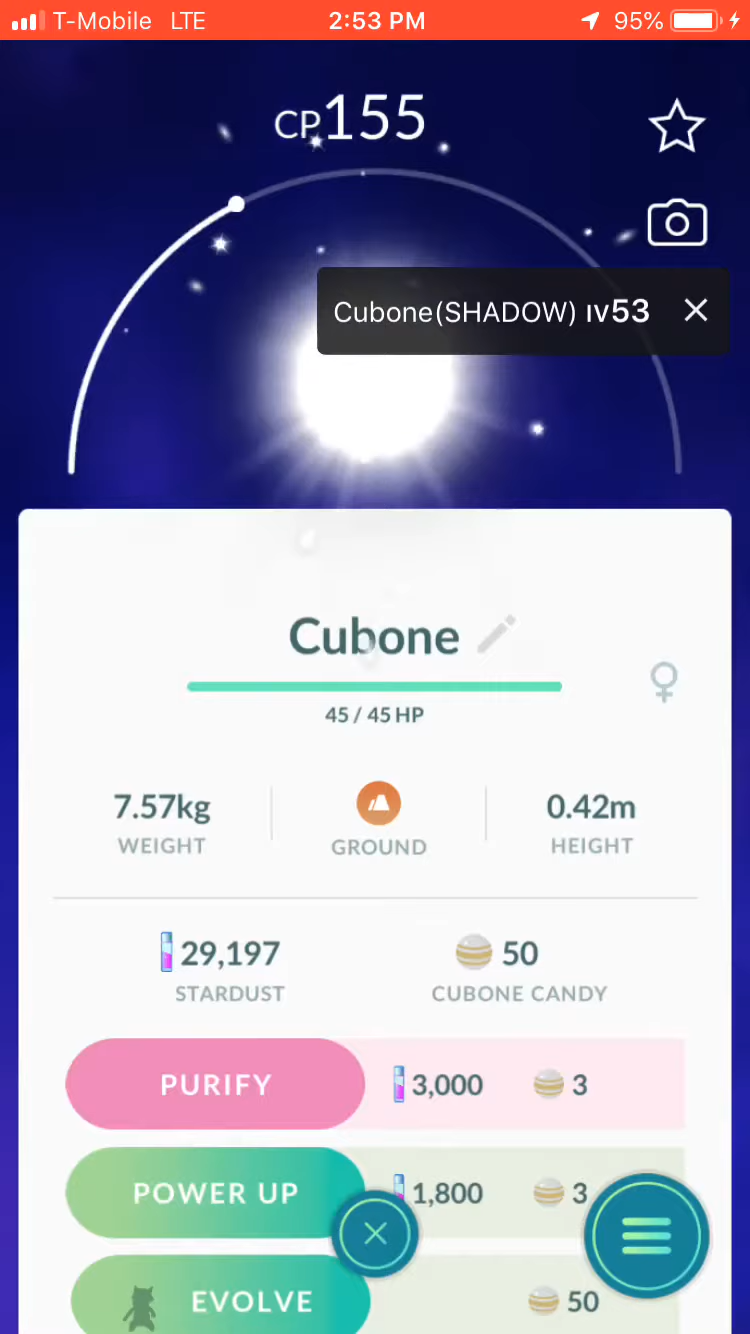 T-Mobile LTE 2:53 PM 95%
CP155
Cubone(SHADOW) IV53
Cubone
45 / 45 HP
7.57kg 0.42m
WEIGHT GROUND HEIGHT
29,197 50
STARDUST CUBONE CANDY
PURIFY 3,000 3
POWER UP 1,800 3
EVOLVE 50